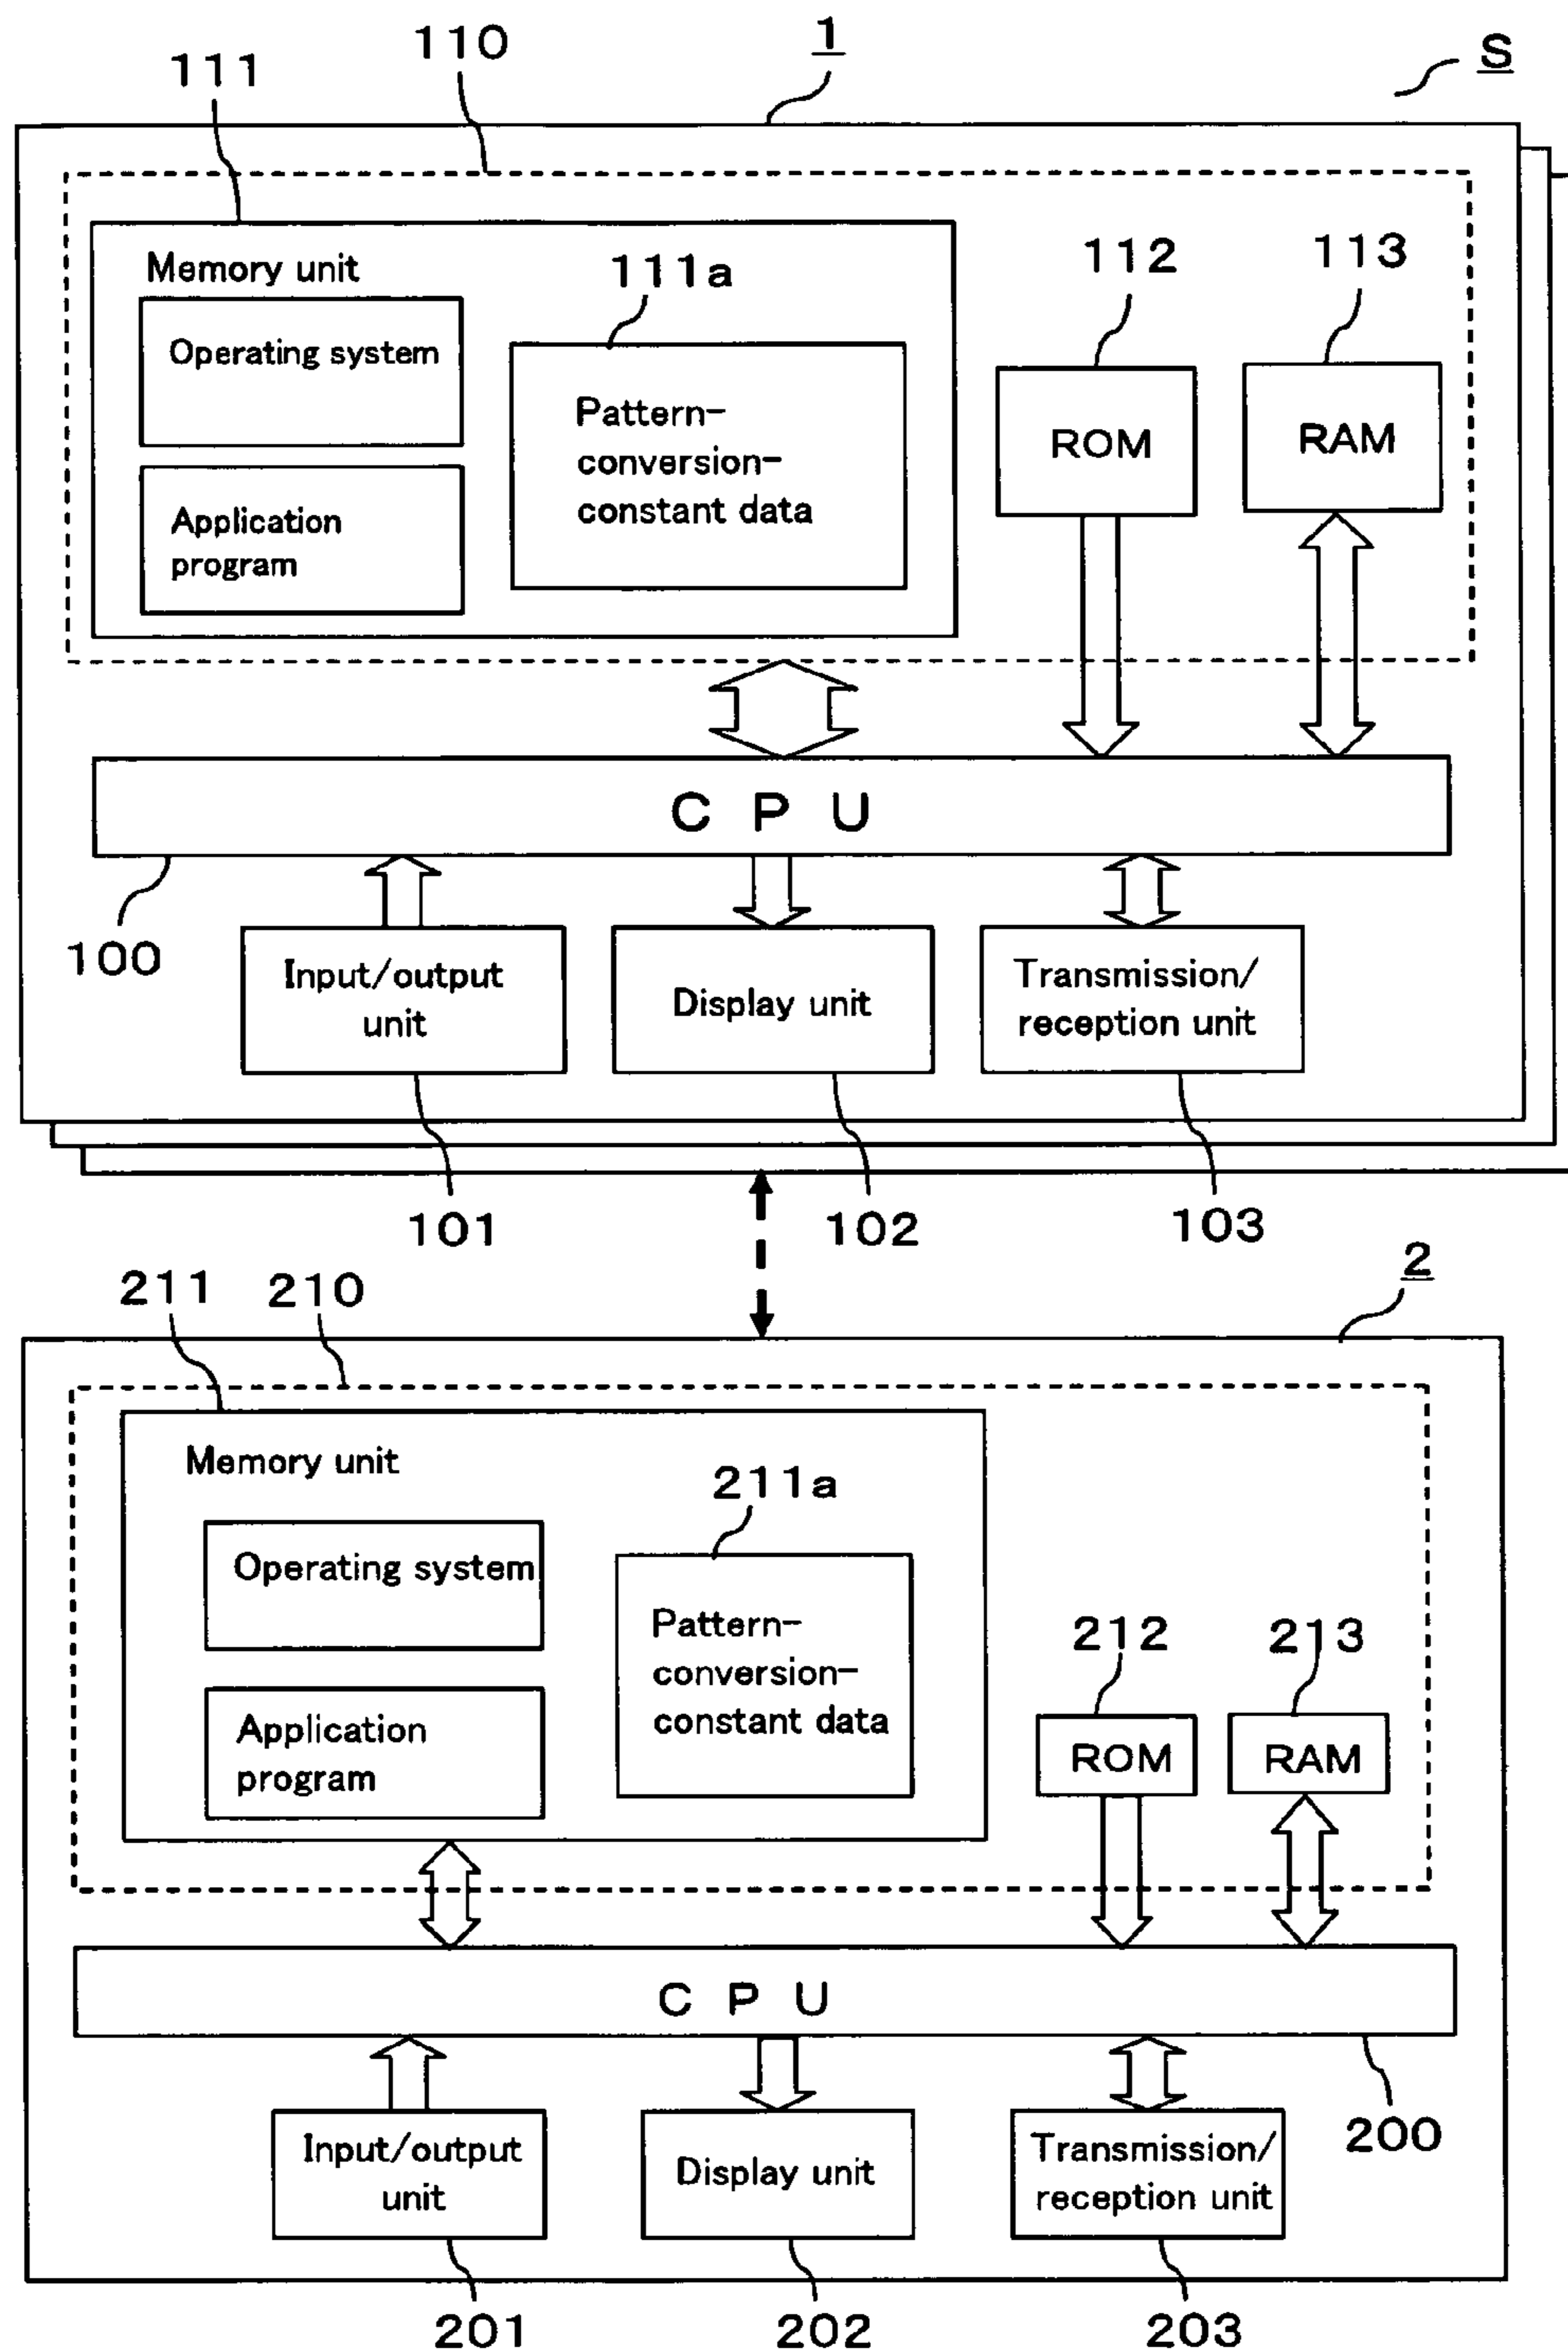 1
S
110
111
Memory unit
111a
112
113
Operating system
Pattern-
conversion-
constant data
ROM
RAM
Application
program
CPU
100
Input/output
unit
Display unit
Transmission/
reception unit
101
102
103
2
211
210
Memory unit
211a
Operating system
Pattern-
conversion-
constant data
212
213
Application
program
ROM
RAM
CPU
200
Input/output
unit
Display unit
Transmission/
reception unit
201
202
203